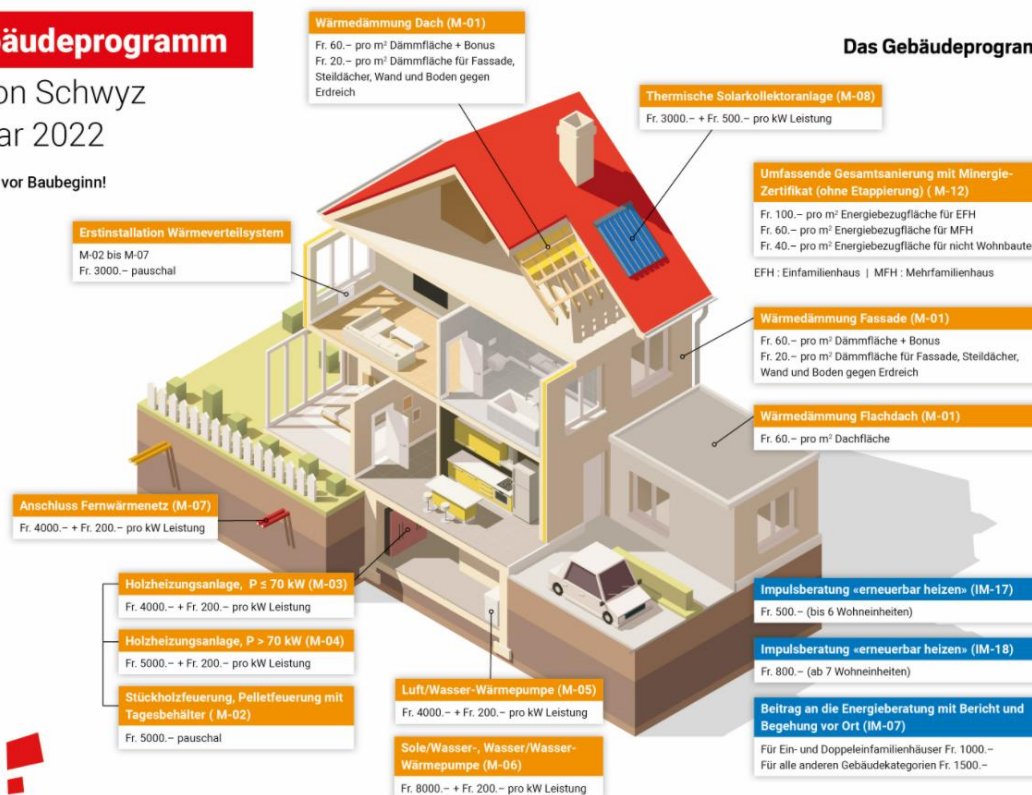 äudeprogramm
on Schwyz
ar 2022
vor Baubeginn!
Das Gebäudeprogram
Wärmedämmung Dach (M-01)
Fr. 60.– pro m² Dämmfläche + Bonus
Fr. 20.– pro m² Dämmfläche für Fassade,
Steildächer, Wand und Boden gegen
Erdreich
Thermische Solarkollektoranlage (M-08)
Fr. 3000.– + Fr. 500.– pro kW Leistung
Umfassende Gesamtsanierung mit Minergie-
Zertifikat (ohne Etappierung) ( M-12)
Fr. 100.– pro m² Energiebezugfläche für EFH
Fr. 60.– pro m² Energiebezugfläche für MFH
Fr. 40.– pro m² Energiebezugfläche für nicht Wohnbaute
EFH : Einfamilienhaus | MFH : Mehrfamilienhaus
Erstinstallation Wärmeverteilsystem
M-02 bis M-07
Fr. 3000.– pauschal
Wärmedämmung Fassade (M-01)
Fr. 60.– pro m² Dämmfläche + Bonus
Fr. 20.– pro m² Dämmfläche für Fassade, Steildächer,
Wand und Boden gegen Erdreich
Wärmedämmung Flachdach (M-01)
Fr. 60.– pro m² Dachfläche
Anschluss Fernwärmenetz (M-07)
Fr. 4000.– + Fr. 200.– pro kW Leistung
Holzheizungsanlage, P ≤ 70 kW (M-03)
Fr. 4000.– + Fr. 200.– pro kW Leistung
Holzheizungsanlage, P > 70 kW (M-04)
Fr. 5000.– + Fr. 200.– pro kW Leistung
Stückholzfeuerung, Pelletfeuerung mit
Tagesbehälter ( M-02)
Fr. 5000.– pauschal
Luft/Wasser-Wärmepumpe (M-05)
Fr. 4000.– + Fr. 200.– pro kW Leistung
Sole/Wasser-, Wasser/Wasser-
Wärmepumpe (M-06)
Fr. 8000.– + Fr. 200.– pro kW Leistung
Impulsberatung «erneuerbar heizen» (IM-17)
Fr. 500.– (bis 6 Wohneinheiten)
Impulsberatung «erneuerbar heizen» (IM-18)
Fr. 800.– (ab 7 Wohneinheiten)
Beitrag an die Energieberatung mit Bericht und
Begehung vor Ort (IM-07)
Für Ein- und Doppeleinfamilienhäuser Fr. 1000.–
Für alle anderen Gebäudekategorien Fr. 1500.–